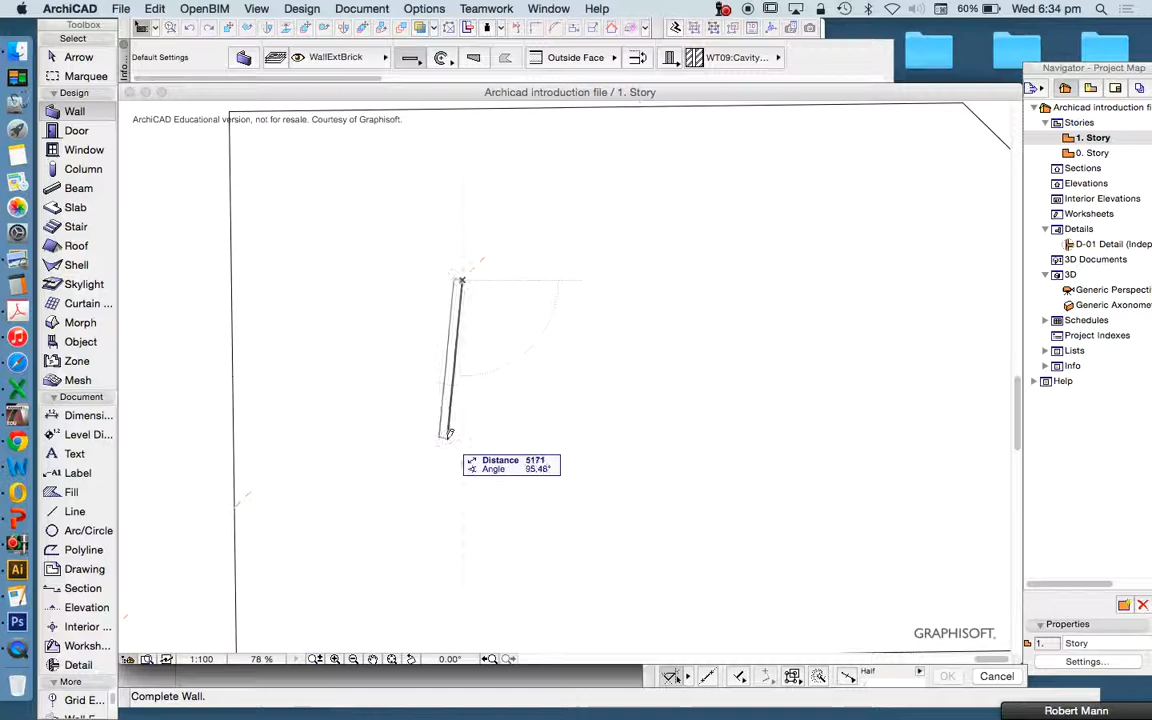 ArchiCAD File Edit OpenBIM View Design Document Options Teamwork Window Help 60% Wed 6:34 pm
Toolbox
Select
Arrow
Marquee
Design
Wall
Door
Window
Column
Beam
Slab
Stair
Roof
Shell
Skylight
Curtain ...
Morph
Object
Zone
Mesh
Document
Dimensi...
Level Di...
Text
Label
Fill
Line
Arc/Circle
Polyline
Drawing
Section
Elevation
Interior ...
Worksh...
Detail
More
Grid E...
Info...
Default Settings
WallExtBrick
Outside Face
WT09:Cavity...
Archicad introduction file / 1. Story
ArchiCAD Educational version, not for resale. Courtesy of Graphisoft.
Distance 5171
Angle 95.46°
GRAPHISOFT.
1:100 78 % 0.00°
Half
OK Cancel
Complete Wall.
Navigator - Project Map
Archicad introduction fi
Stories
1. Story
0. Story
Sections
Elevations
Interior Elevations
Worksheets
Details
D-01 Detail (Indep
3D Documents
3D
Generic Perspecti
Generic Axonome
Schedules
Project Indexes
Lists
Info
Help
Properties
1. Story
Settings...
Robert Mann